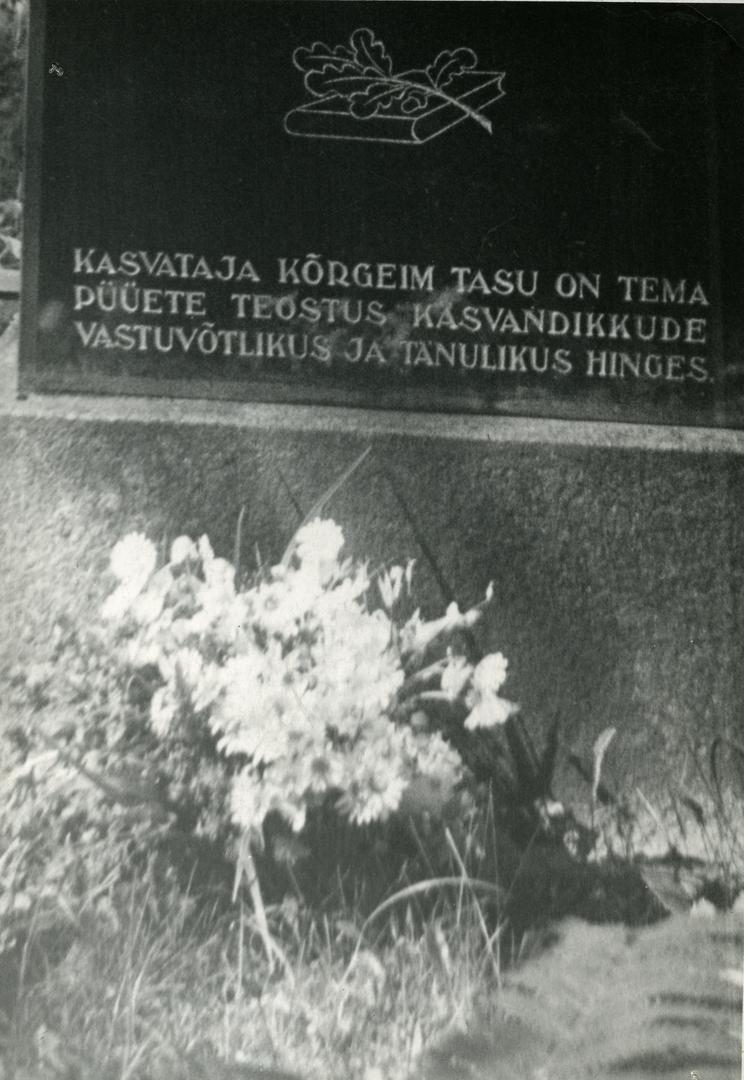 KASVATAJA KÕRGEIM TASU ON TEMA
PÜÜETE TEOSTUS KASVANDIKKUDE
VASTUVÕTLIKUS JA TÄNULIKUS HINGES.